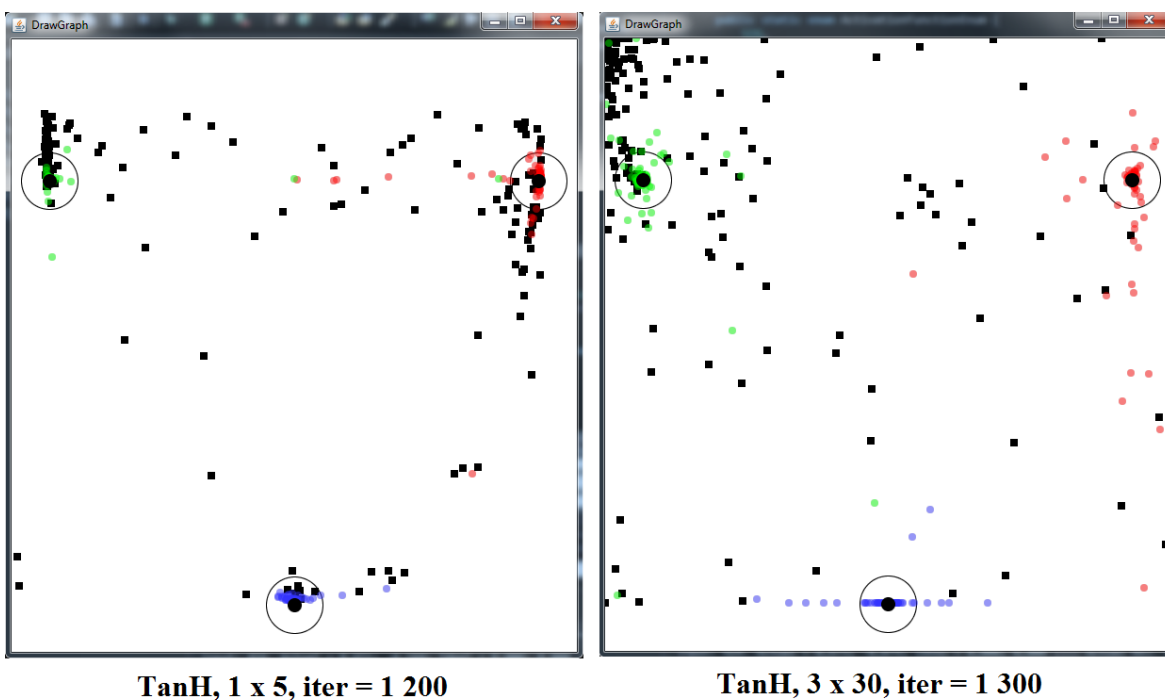 DrawGraph
DrawGraph
TanH, 1 x 5, iter = 1 200
TanH, 3 x 30, iter = 1 300